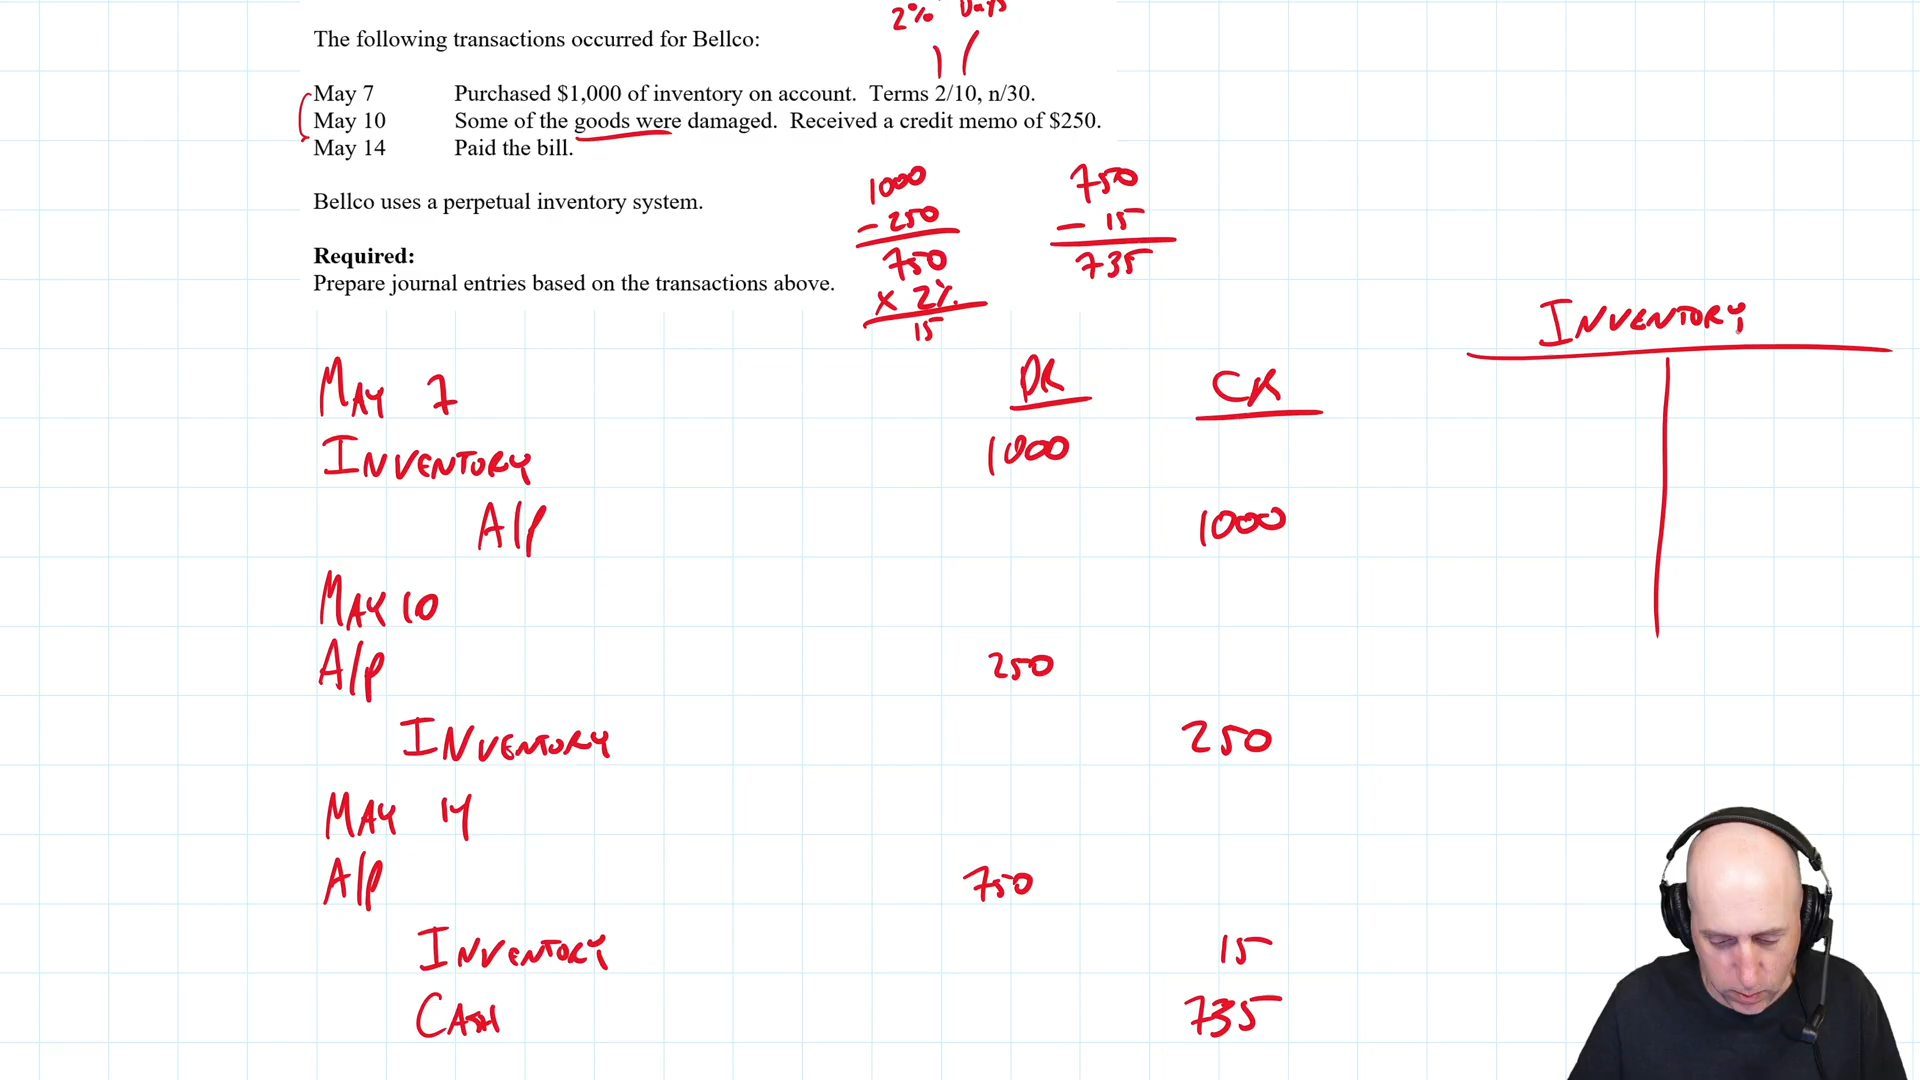 2% Days
The following transactions occurred for Bellco:
May 7 Purchased $1,000 of inventory on account. Terms 2/10, n/30.
May 10 Some of the goods were damaged. Received a credit memo of $250.
May 14 Paid the bill.
Bellco uses a perpetual inventory system.
Required:
Prepare journal entries based on the transactions above.
1000
- 250
750
x 2%
15
750
- 15
735
INVENTORY
DR CR
MAY 7
INVENTORY 1000
A/P 1000
MAY 10
A/P 250
INVENTORY 250
MAY 14
A/P 750
INVENTORY 15
CASH 735